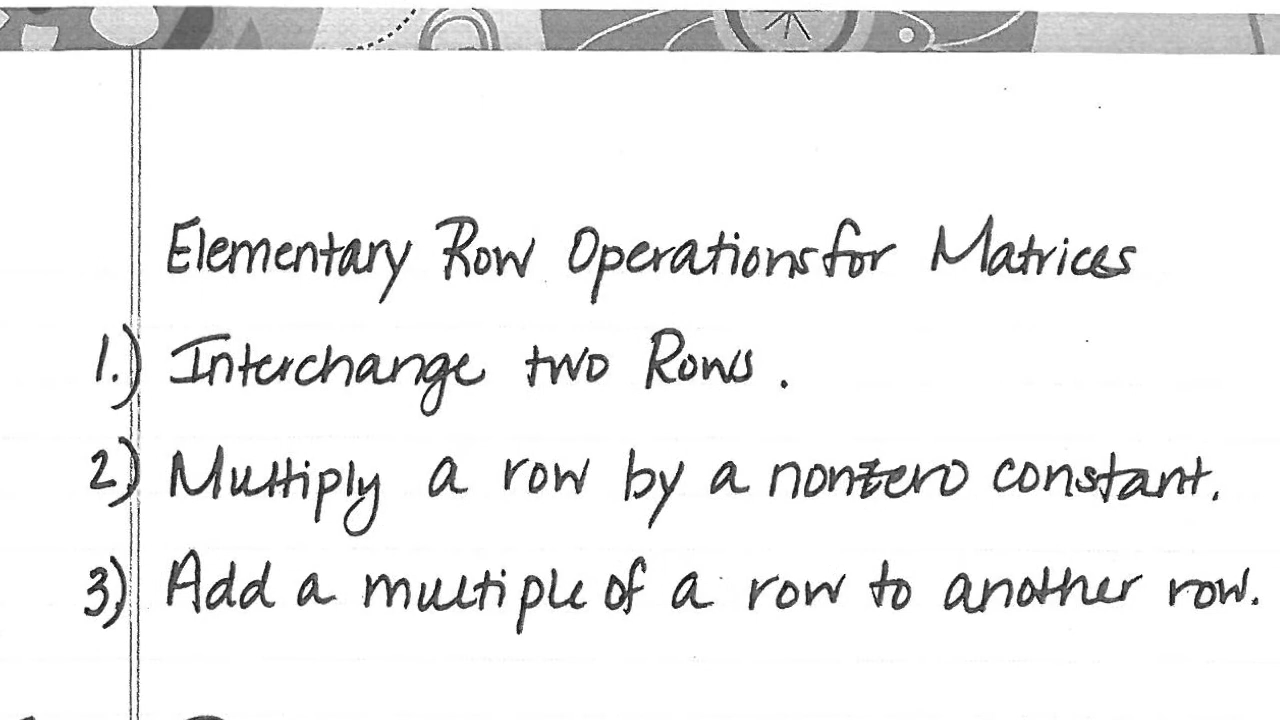 Elementary Row Operations for Matrices
1.) Interchange two Rows.
2) Multiply a row by a nonzero constant.
3) Add a multiple of a row to another row.